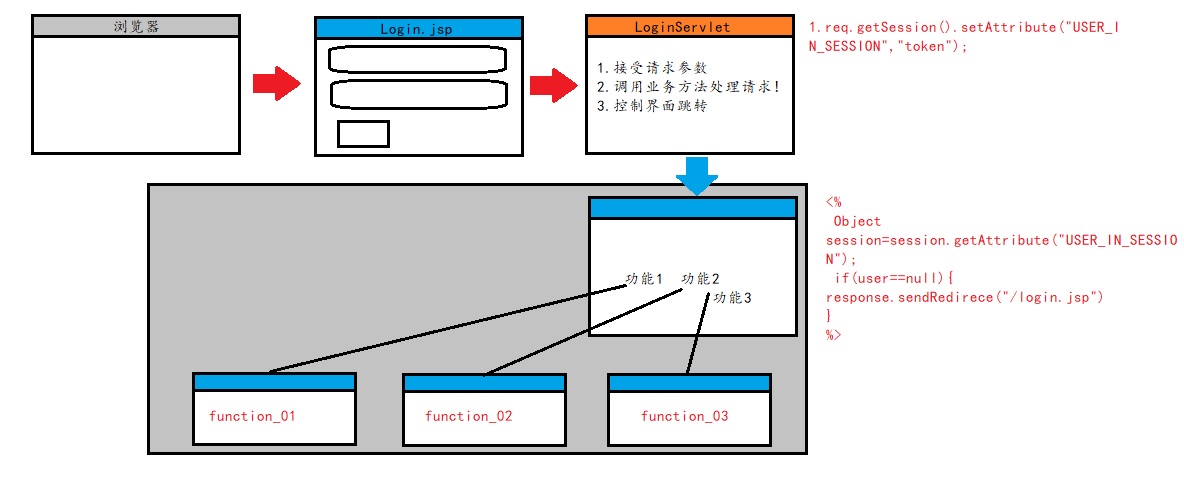 浏览器
Login.jsp
LoginServlet
1.接受请求参数
2.调用业务方法处理请求!
3.控制界面跳转
1.req.getSession().setAttribute("USER_I
N_SESSION","token");
功能1 功能2
功能3
function_01
function_02
function_03
<%
Object
session=session.getAttribute("USER_IN_SESSIO
N");
if(user==null){
response.sendRedirece("/login.jsp")
}
%>